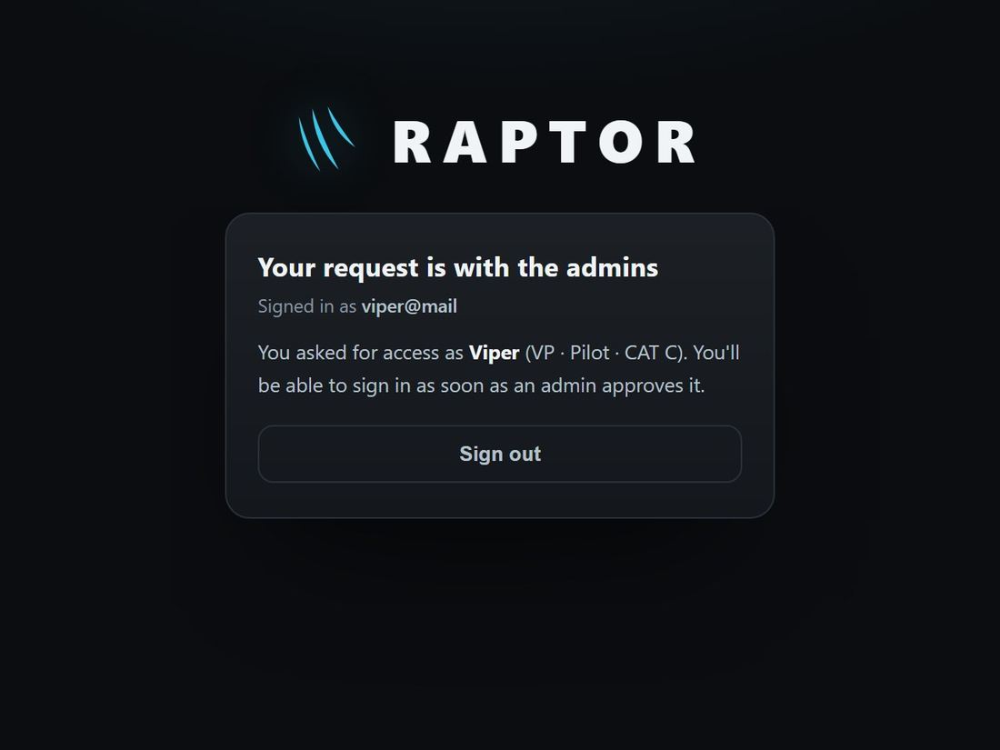 RAPTOR
Your request is with the admins
Signed in as viper@mail
You asked for access as Viper (VP · Pilot · CAT C). You'll
be able to sign in as soon as an admin approves it.
Sign out